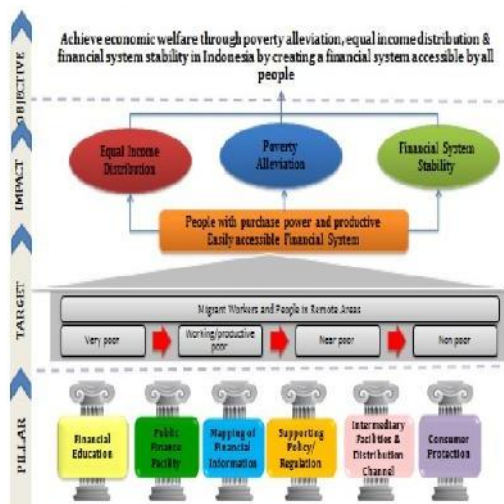 Achieve economic welfare through poverty alleviation, equal income distribution &
financial system stability in Indonesia by creating a financial system accessible by all
people
OBJECTIVE
Equal Income
Distribution
Poverty
Alleviation
Financial System
Stability
IMPACT
People with purchase power and productive
Easily accessible Financial System
TARGET
Migrant Workers and People in Remote Areas
Very poor
Working/productive
poor
Near poor
Non poor
PILLAR
Financial
Education
Public
Finance
Facility
Mapping of
Financial
Information
Supporting
Policy/
Regulation
Intermediary
Facilities &
Distribution
Channel
Consumer
Protection